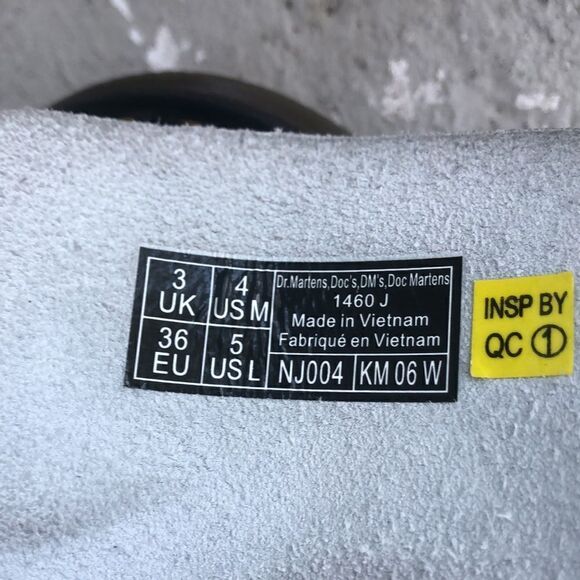 3
UK
4
US M
36
EU
5
US L
Dr.Martens,Doc's,DM's,Doc Martens
1460 J
Made in Vietnam
Fabriqué en Vietnam
NJ004
KM 06 W
INSP BY
QC ①